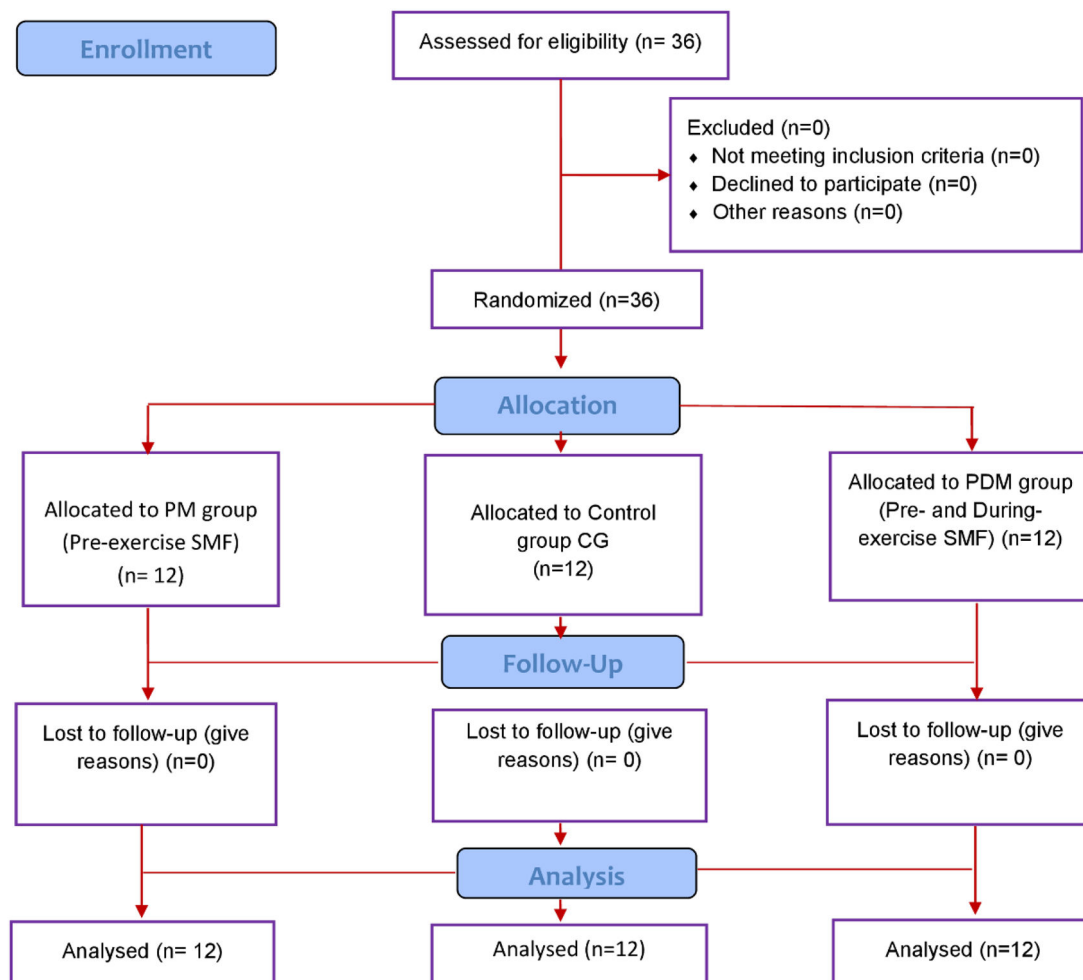 Enrollment
Assessed for eligibility (n= 36)
Excluded (n=0)
♦ Not meeting inclusion criteria (n=0)
♦ Declined to participate (n=0)
♦ Other reasons (n=0)
Randomized (n=36)
Allocation
Allocated to PM group
(Pre-exercise SMF)
(n= 12)
Allocated to Control
group CG
(n=12)
Allocated to PDM group
(Pre- and During-
exercise SMF) (n=12)
Follow-Up
Lost to follow-up (give
reasons) (n=0)
Lost to follow-up (give
reasons) (n= 0)
Lost to follow-up (give
reasons) (n= 0)
Analysis
Analysed (n= 12)
Analysed (n=12)
Analysed (n=12)